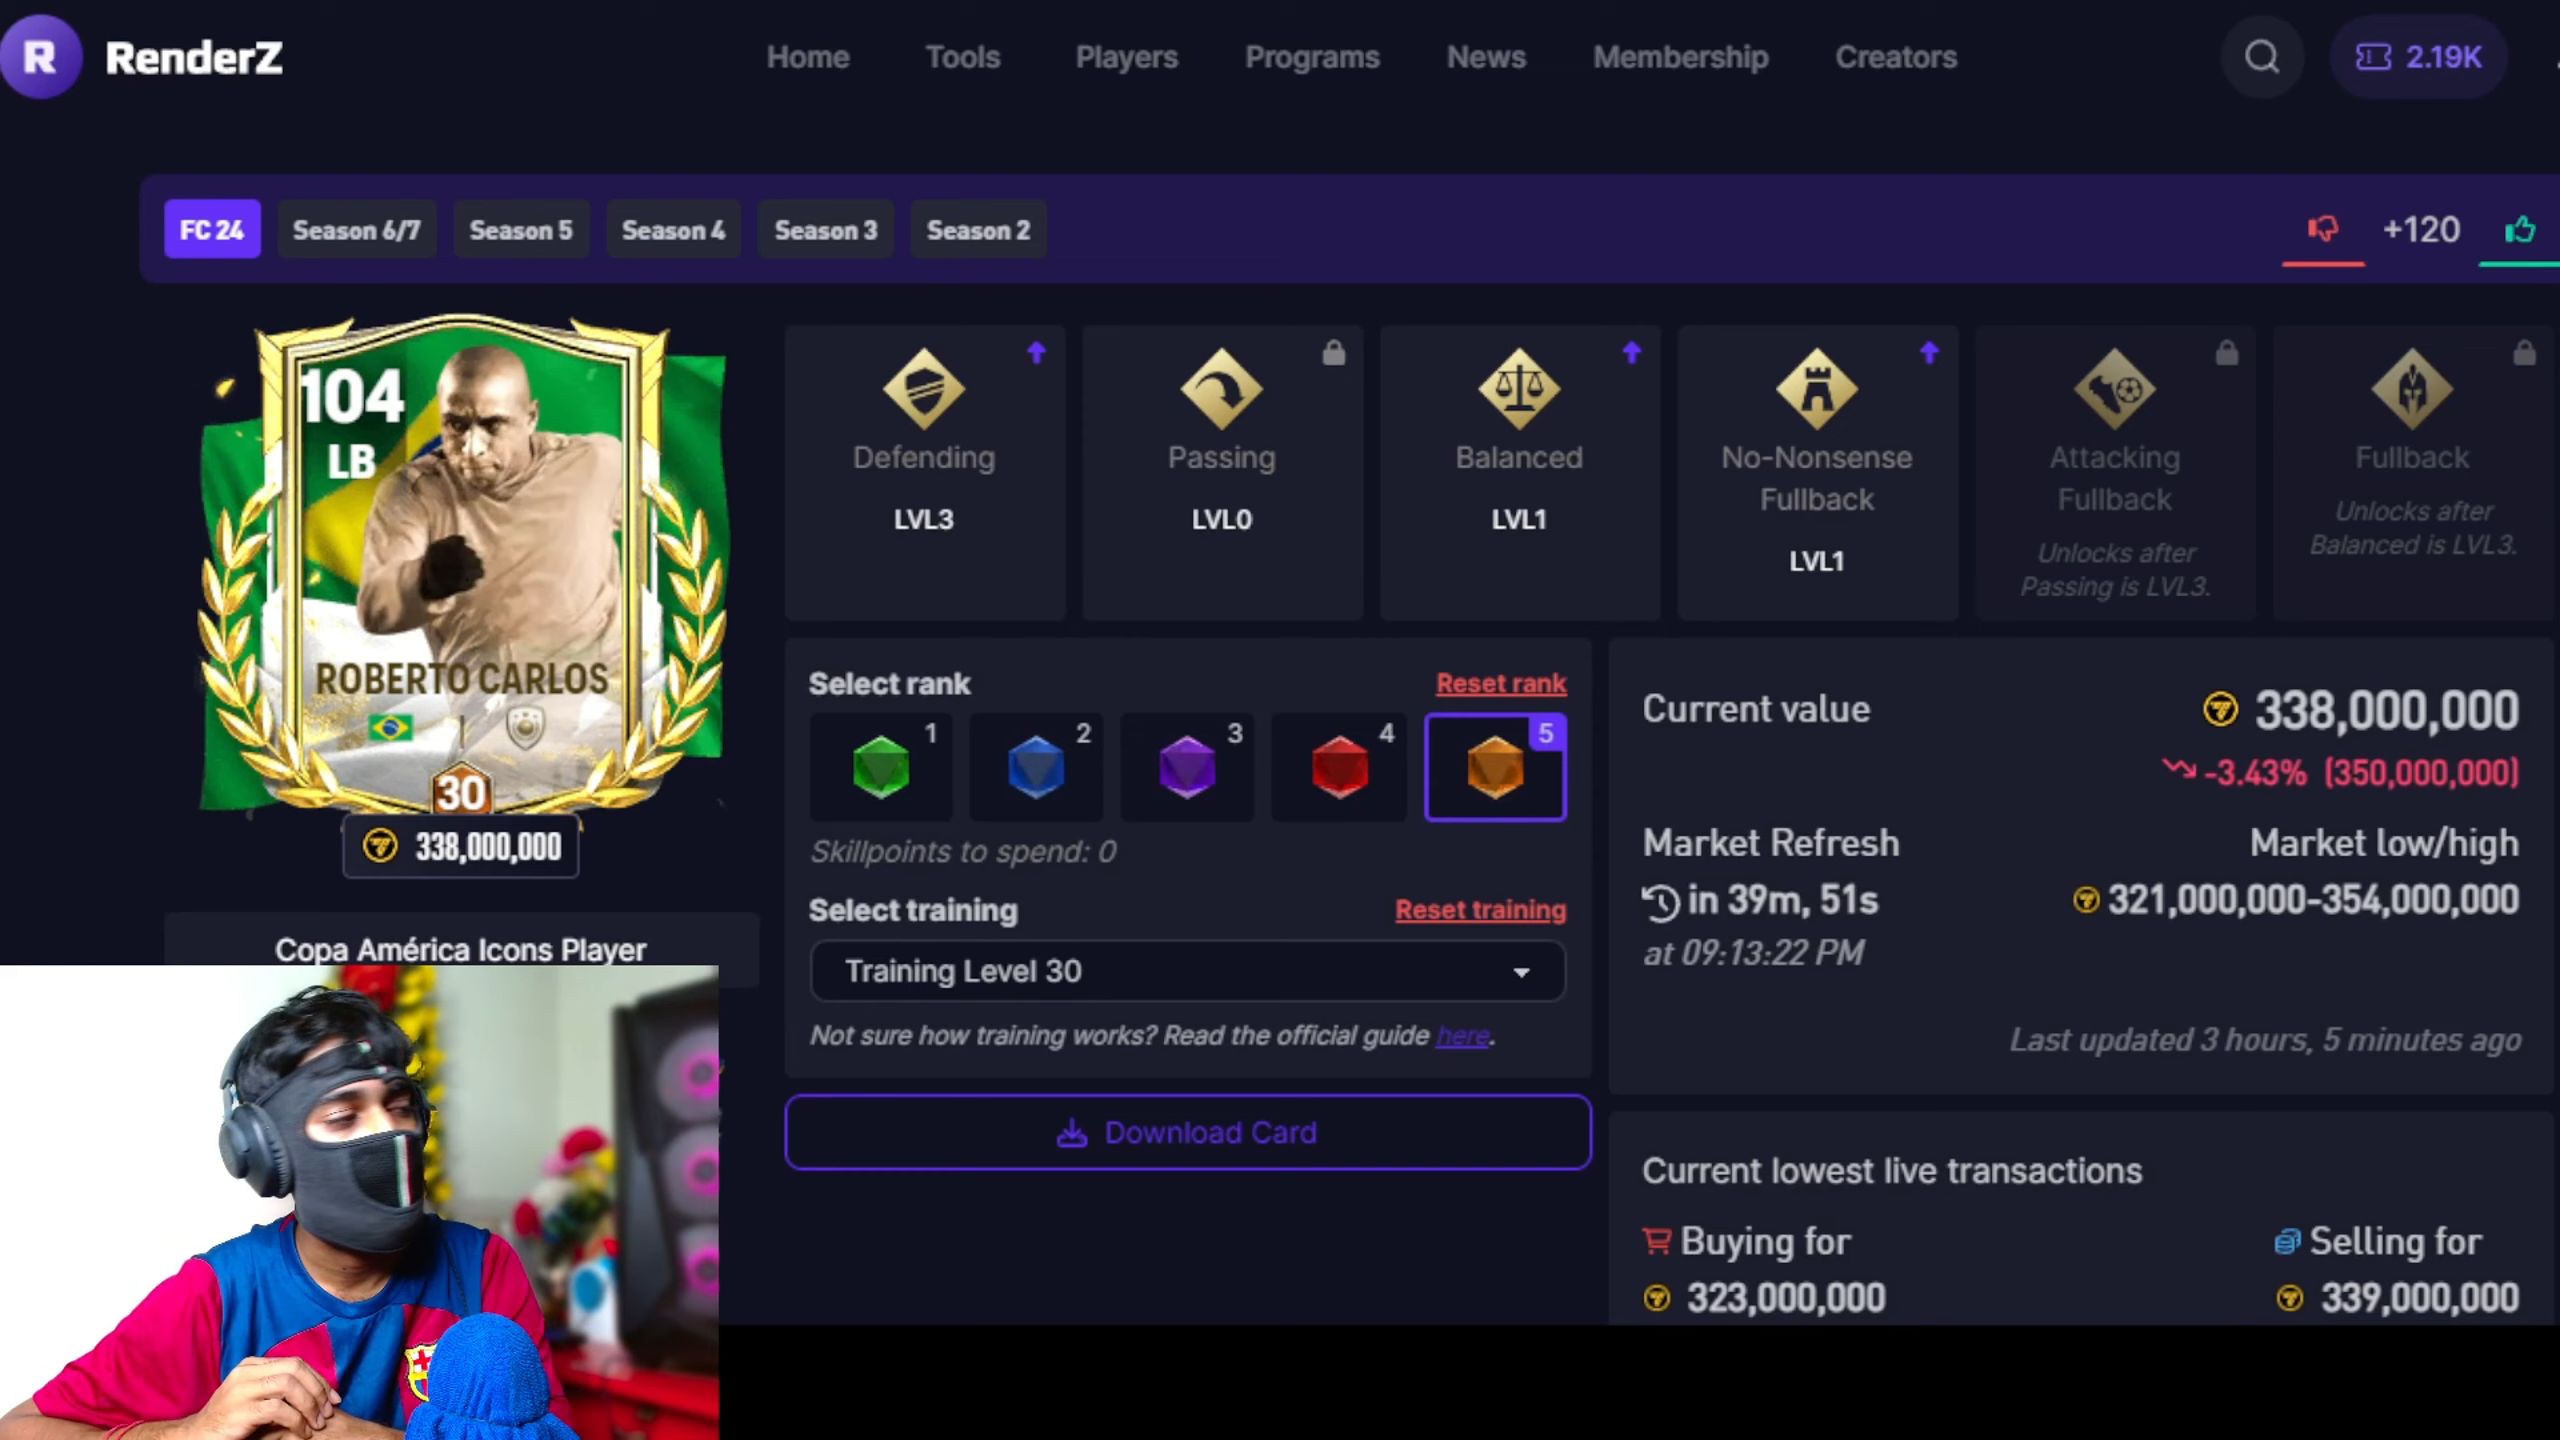 R RenderZ
Home Tools Players Programs News Membership Creators 2.19K
FC 24 Season 6/7 Season 5 Season 4 Season 3 Season 2 +120
104
LB
ROBERTO CARLOS
30
338,000,000
Copa América Icons Player
Defending
LVL3
Passing
LVL0
Balanced
LVL1
No-Nonsense
Fullback
LVL1
Attacking
Fullback
Unlocks after
Passing is LVL3.
Fullback
Unlocks after
Balanced is LVL3.
Select rank Reset rank
1 2 3 4 5
Skillpoints to spend: 0
Select training Reset training
Training Level 30
Not sure how training works? Read the official guide here.
Download Card
Current value 338,000,000
-3.43% (350,000,000)
Market Refresh Market low/high
in 39m, 51s 321,000,000-354,000,000
at 09:13:22 PM
Last updated 3 hours, 5 minutes ago
Current lowest live transactions
Buying for Selling for
323,000,000 339,000,000